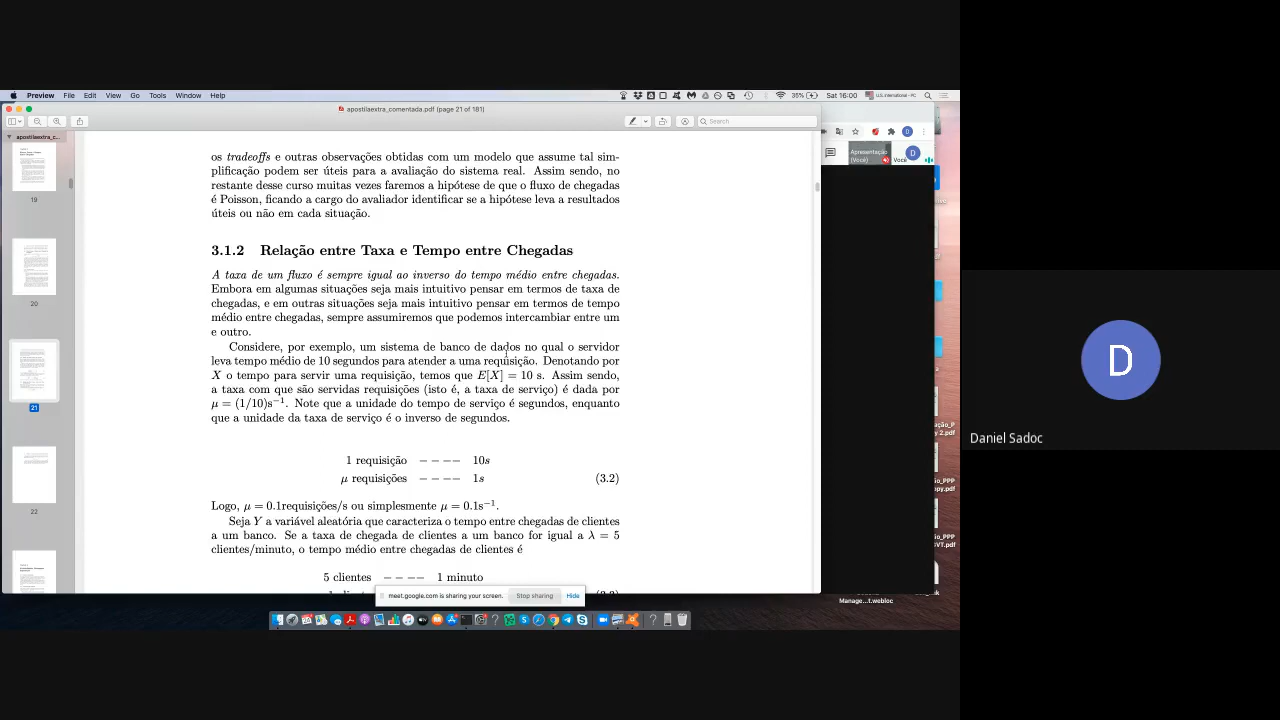 Preview File Edit View Go Tools Window Help
35% Sat 16:00 U.S. International - PC
apostilaextra_comentada.pdf (page 21 of 181)
Search
apostilaextra_c...
19
20
21
22
os tradeoffs e outras observações obtidas com um modelo que assume tal sim-
plificação podem ser úteis para a avaliação do sistema real. Assim sendo, no
restante desse curso muitas vezes faremos a hipótese de que o fluxo de chegadas
é Poisson, ficando a cargo do avaliador identificar se a hipótese leva a resultados
úteis ou não em cada situação.
3.1.2 Relação entre Taxa e Tempo entre Chegadas
A taxa de um fluxo é sempre igual ao inverso do tempo médio entre chegadas.
Embora em algumas situações seja mais intuitivo pensar em termos de taxa de
chegadas, e em outras situações seja mais intuitivo pensar em termos de tempo
médio entre chegadas, sempre assumiremos que podemos intercambiar entre um
e outro.
Considere, por exemplo, um sistema de banco de dados no qual o servidor
leva tempo médio de 10 segundos para atender a uma requisição. Denotando por
X o tempo para servir uma requisição, temos que E[X] = 10 s. Assim sendo,
a taxa com que são servidas requisições (isto é, a taxa de serviço) é dada por
μ = (1/10)s⁻¹. Note que a unidade do tempo de serviço é segundos, enquanto
que a unidade da taxa de serviço é o inverso de segundos.
1 requisição − − − − 10s
μ requisições − − − − 1s (3.2)
Logo, μ = 0.1requisições/s ou simplesmente μ = 0.1s⁻¹.
Seja Y a variável aleatória que caracteriza o tempo entre chegadas de clientes
a um banco. Se a taxa de chegada de clientes a um banco for igual a λ = 5
clientes/minuto, o tempo médio entre chegadas de clientes é
5 clientes − − − − 1 minuto
meet.google.com is sharing your screen. Stop sharing Hide
Apresentação
(Você)
Você
D
D
Manage...t.webloc
D
Daniel Sadoc